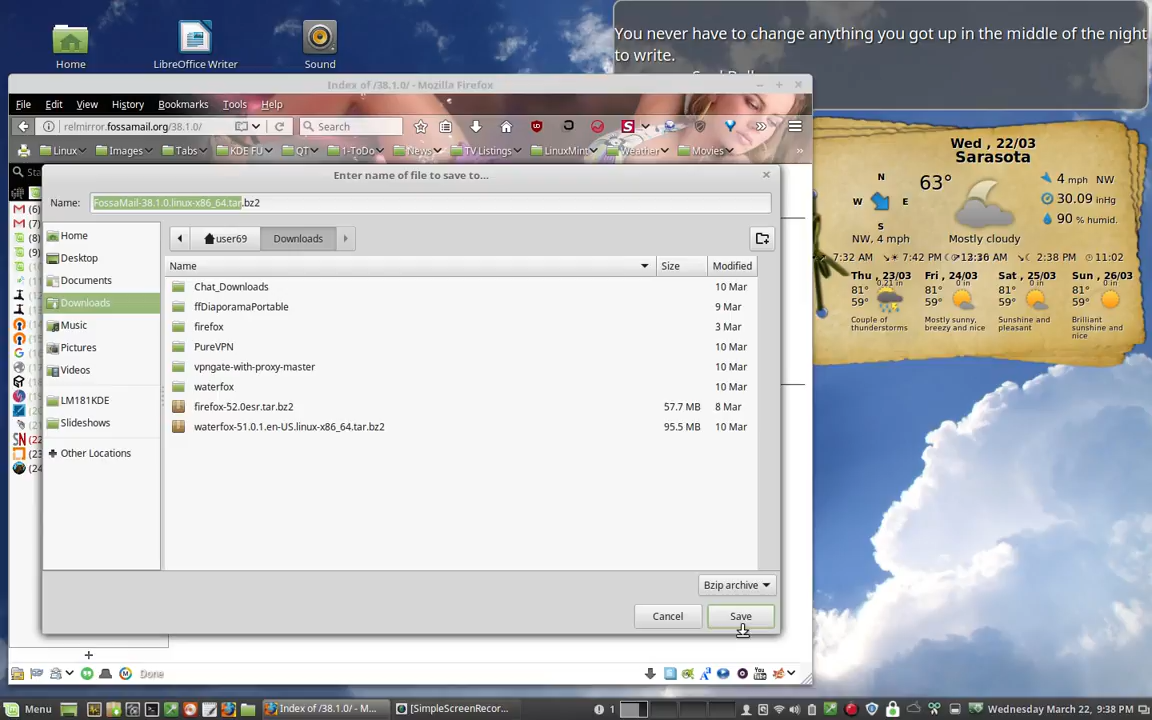 You never have to change anything you got up in the middle of the night
to write.
Home
LibreOffice Writer
Sound
Index of /38.1.0/ - Mozilla Firefox
File Edit View History Bookmarks Tools Help
relmirror.fossamail.org/38.1.0/
Search
Linux Images Tabs KDE FU QT 1-ToDo News TV Listings LinuxMint Weather Movies
Enter name of file to save to...
Name: FossaMail-38.1.0.linux-x86_64.tar.bz2
Home
Desktop
Documents
Downloads
Music
Pictures
Videos
LM181KDE
Slideshows
Other Locations
user69 Downloads
Name Size Modified
Chat_Downloads 10 Mar
ffDiaporamaPortable 9 Mar
firefox 3 Mar
PureVPN 10 Mar
vpngate-with-proxy-master 10 Mar
waterfox 10 Mar
firefox-52.0esr.tar.bz2 57.7 MB 8 Mar
waterfox-51.0.1.en-US.linux-x86_64.tar.bz2 95.5 MB 10 Mar
Bzip archive
Cancel Save
Done
Wed , 22/03
Sarasota
N
W E
S
NW, 4 mph
63°
Mostly cloudy
4 mph NW
30.09 inHg
90 % humid.
7:32 AM 7:42 PM 2:38 PM 11:02
Thu , 23/03 Fri , 24/03 Sat , 25/03 Sun , 26/03
81° 81° 81° 81°
59° 59° 59° 59°
0.21 in 0 in 0 in
Couple of thunderstorms
Mostly sunny, breezy and nice
Sunshine and pleasant
Brilliant sunshine and nice
Menu
Index of /38.1.0/ - M...
[SimpleScreenRecor...
1
Wednesday March 22, 9:38 PM